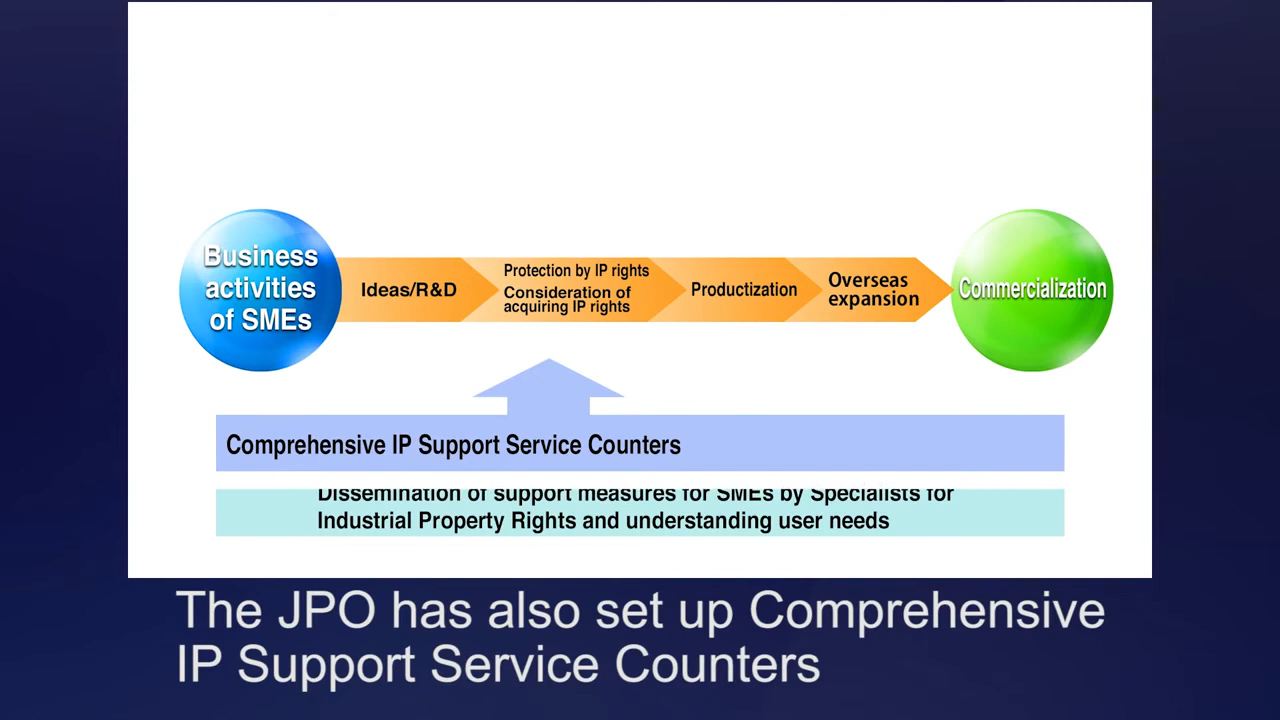 Business
activities
of SMEs
Ideas/R&D
Protection by IP rights
Consideration of
acquiring IP rights
Productization
Overseas
expansion
Commercialization
Comprehensive IP Support Service Counters
Dissemination of support measures for SMEs by Specialists for
Industrial Property Rights and understanding user needs
The JPO has also set up Comprehensive
IP Support Service Counters